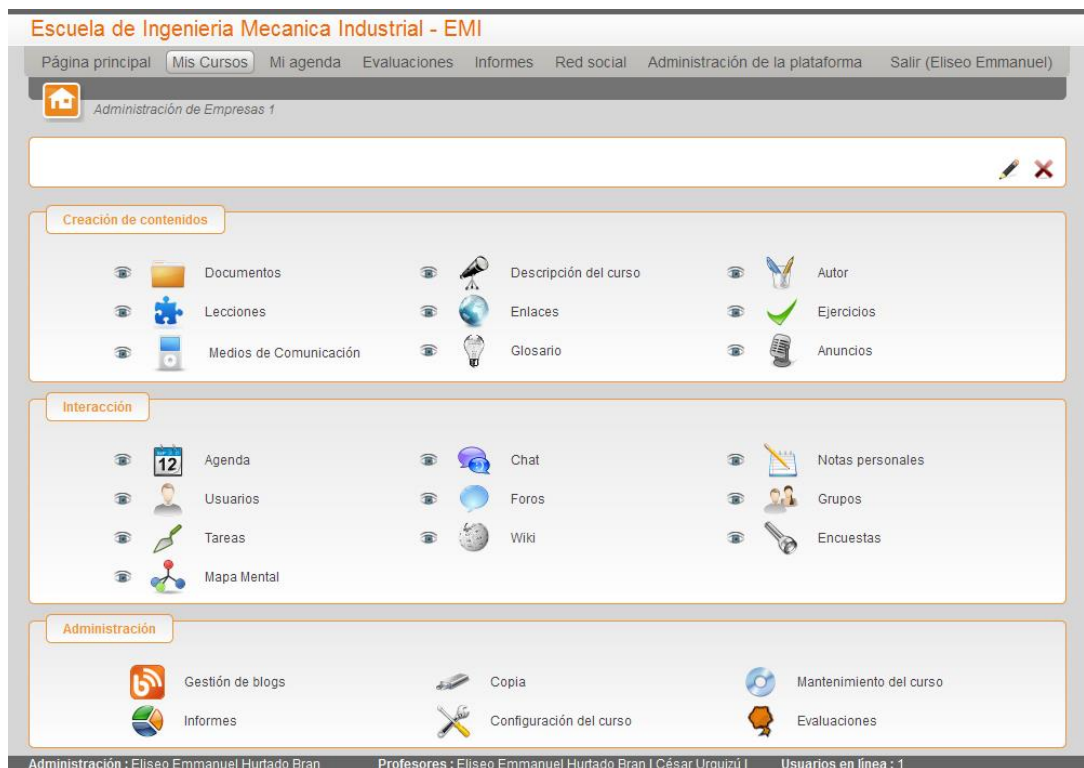 Escuela de Ingenieria Mecanica Industrial - EMI
Página principal Mis Cursos Mi agenda Evaluaciones Informes Red social Administración de la plataforma Salir (Eliseo Emmanuel)
Administración de Empresas 1
Creación de contenidos
Documentos Descripción del curso Autor
Lecciones Enlaces Ejercicios
Medios de Comunicación Glosario Anuncios
Interacción
12 Agenda Chat Notas personales
Usuarios Foros Grupos
Tareas Wiki Encuestas
Mapa Mental
Administración
Gestión de blogs Copia Mantenimiento del curso
Informes Configuración del curso Evaluaciones
Administración : Eliseo Emmanuel Hurtado Bran Profesores : Eliseo Emmanuel Hurtado Bran | César Urquizú | Usuarios en línea : 1